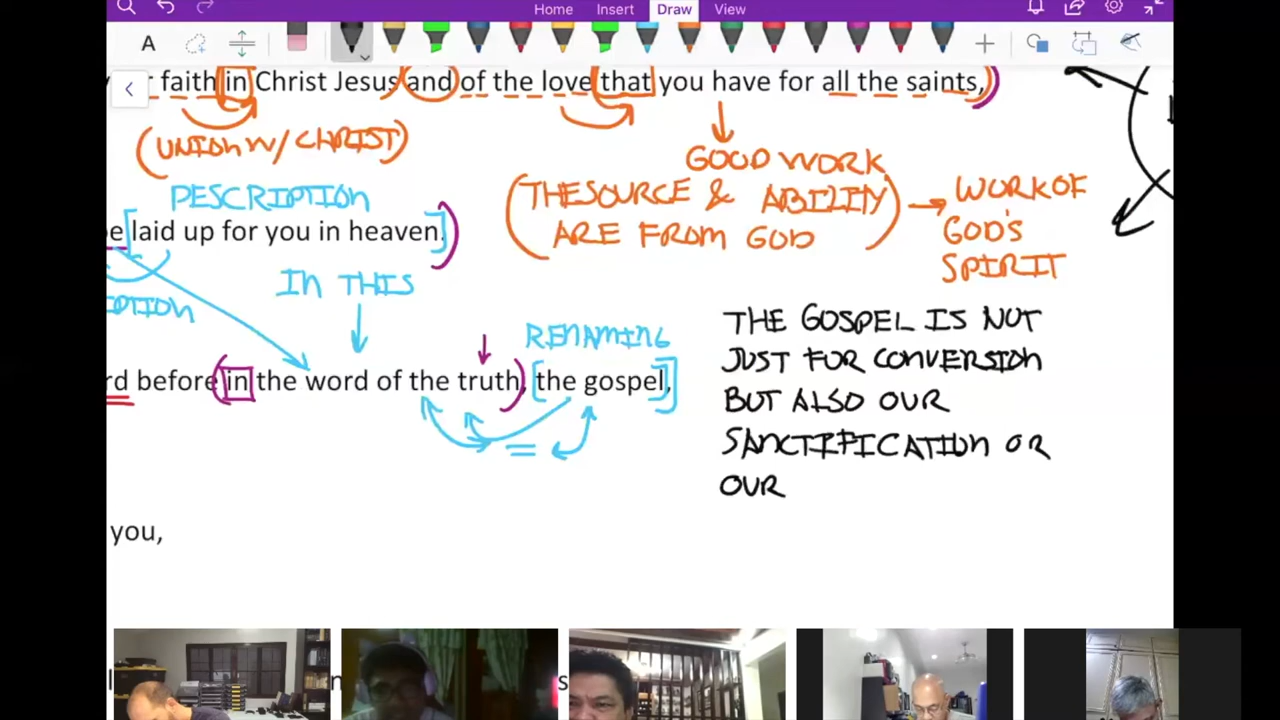 Home Insert Draw View
A
faith in Christ Jesus and of the love that you have for all the saints,
(UNION W/ CHRIST)
GOOD WORK
(THE SOURCE & ABILITY ARE FROM GOD)
WORK OF
GOD'S
SPIRIT
DESCRIPTION
laid up for you in heaven.
IN THIS
IPTION
RENAMING
rd before in the word of the truth, the gospel,
=
THE GOSPEL IS NOT
JUST FOR CONVERSION
BUT ALSO OUR
SANCTIFICATION OR
OUR
you,